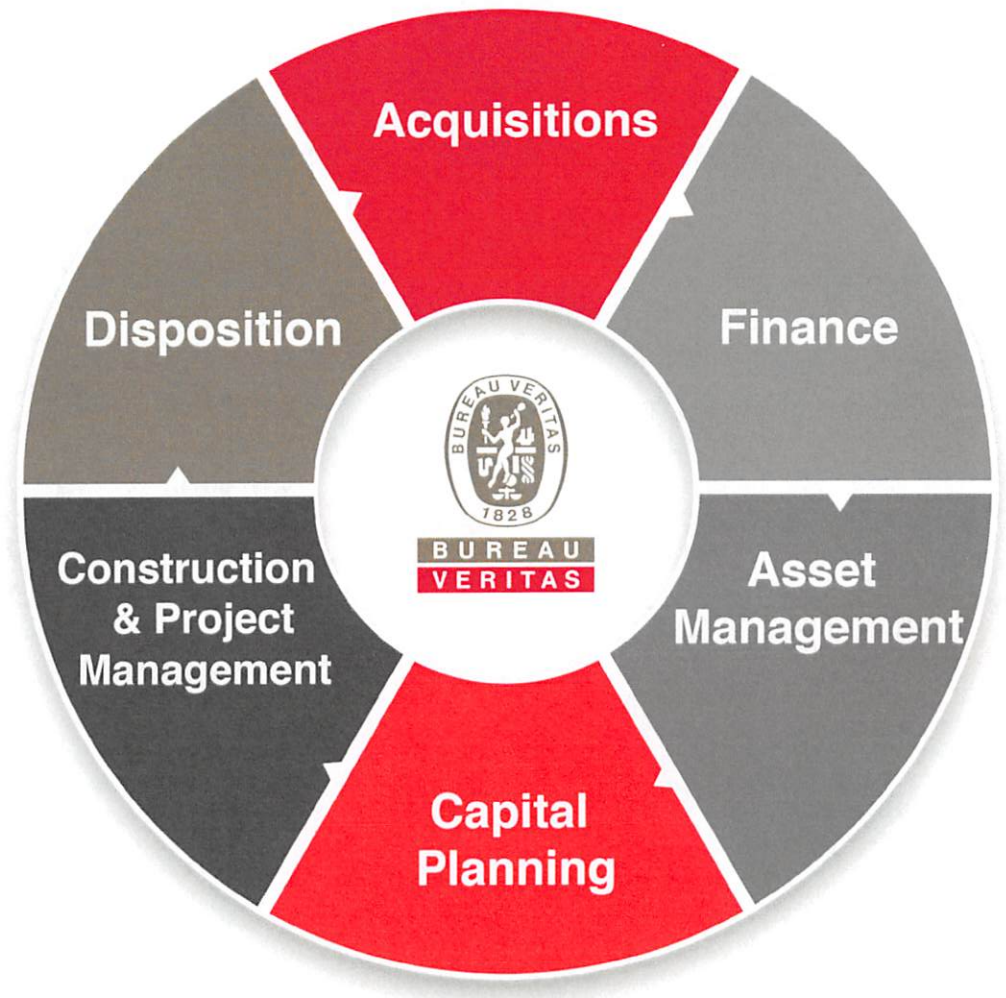 Acquisitions
Finance
Asset
Management
Capital
Planning
Construction
& Project
Management
Disposition
BUREAU VERITAS
1828
BUREAU
VERITAS